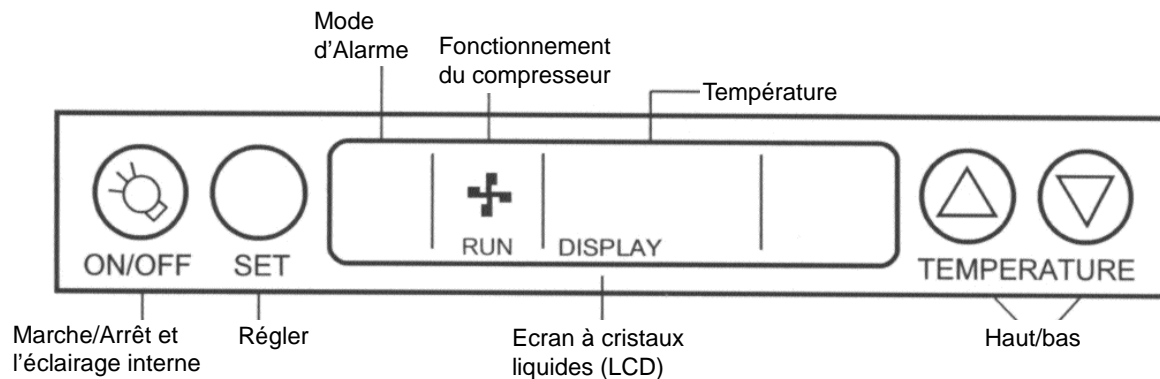 Mode
d’Alarme
Fonctionnement
du compresseur
Température
RUN
DISPLAY
ON/OFF
SET
TEMPERATURE
Marche/Arrêt et
l’éclairage interne
Régler
Ecran à cristaux
liquides (LCD)
Haut/bas